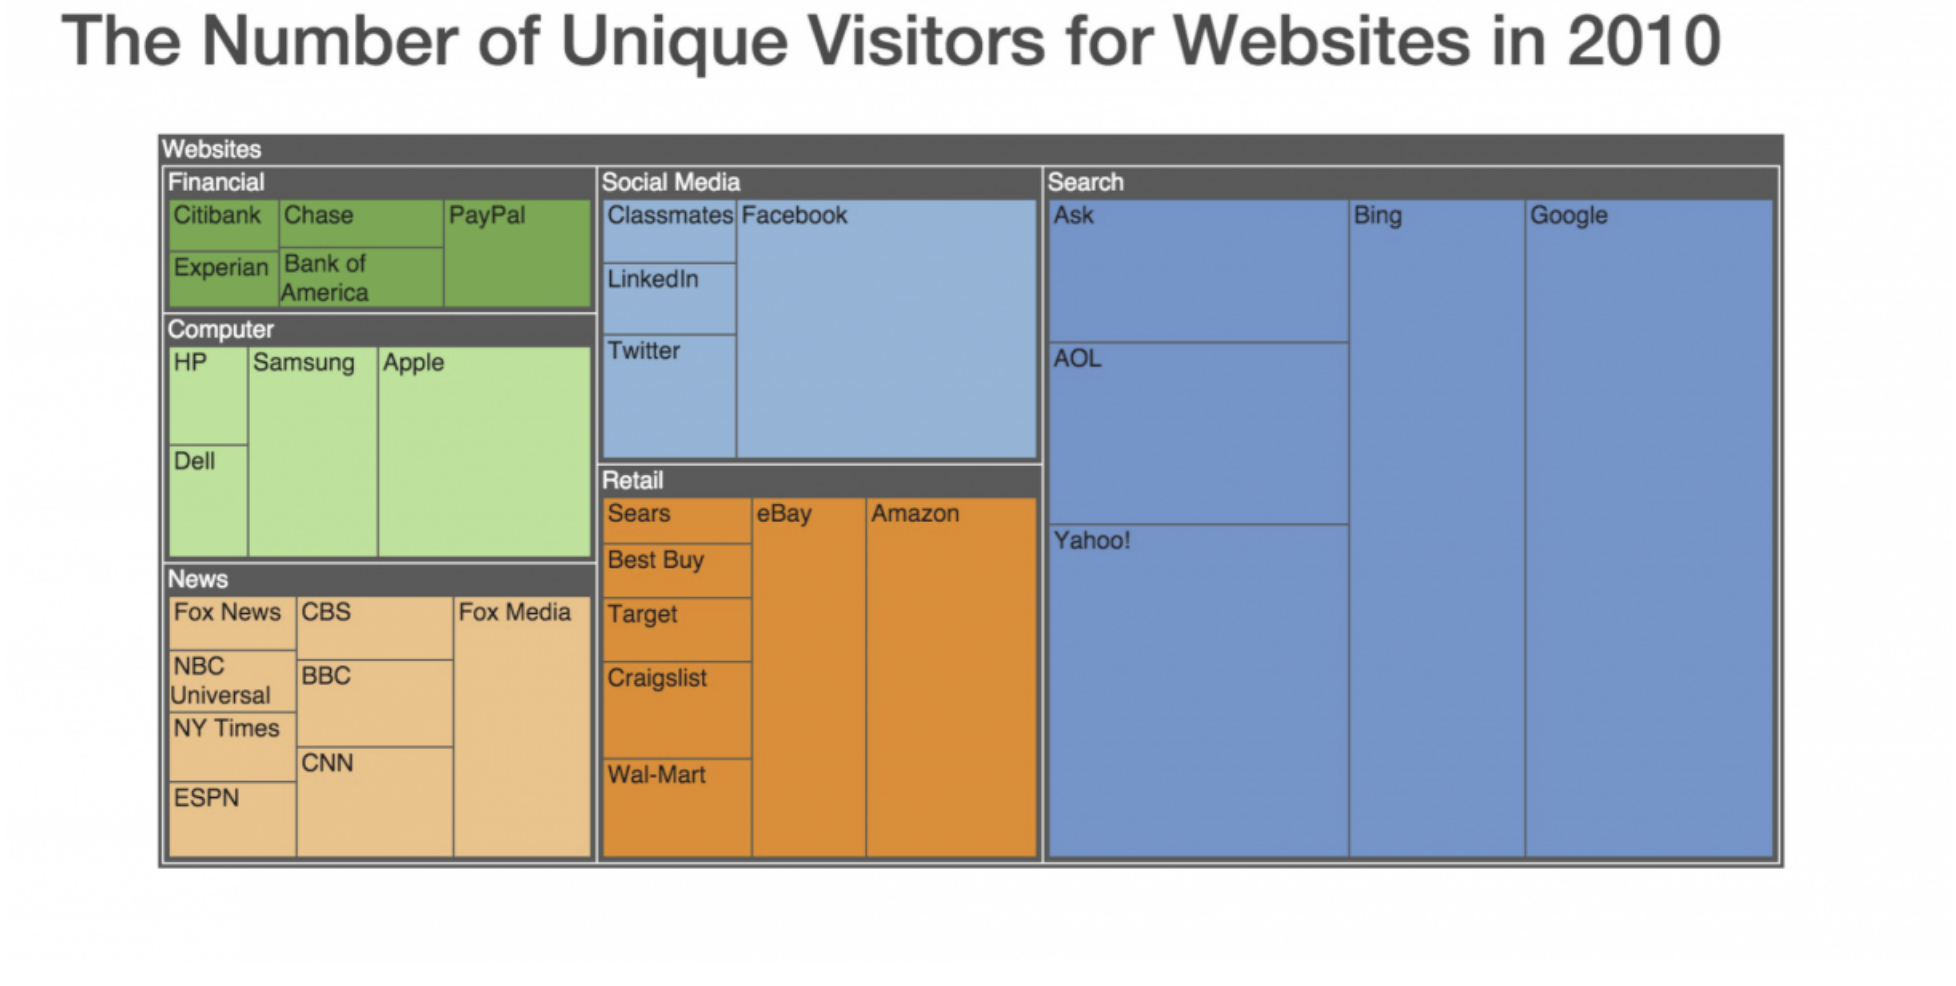 The Number of Unique Visitors for Websites in 2010
Websites
Financial
Citibank
Chase
PayPal
Experian
Bank of
America
Computer
HP
Samsung
Apple
Dell
News
Fox News
CBS
Fox Media
NBC
Universal
BBC
NY Times
CNN
ESPN
Social Media
Classmates
Facebook
LinkedIn
Twitter
Retail
Sears
eBay
Amazon
Best Buy
Target
Craigslist
Wal-Mart
Search
Ask
Bing
Google
AOL
Yahoo!